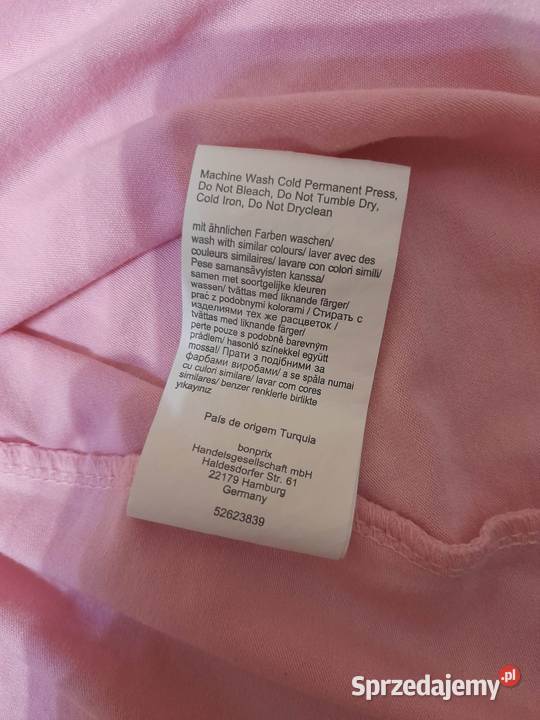 Machine Wash Cold Permanent Press,
Do Not Bleach, Do Not Tumble Dry,
Cold Iron, Do Not Dryclean
mit ähnlichen Farben waschen/
wash with similar colours/ laver avec des
couleurs similaires/ lavare con colori simili/
Pese samansävyisten kanssa/
samen met soortgelijke kleuren
wassen/ tvättas med liknande färger/
prać z podobnymi kolorami / Стирать с
изделиями тех же расцветок /
tvättas med liknande färger/
perte pouze s podobně barevným
prádlem/ hasonló színekkel együtt
mossa!/ Прати з подібними за
фарбами виробами/ a se spăla numai
cu culori similare/ lavar com cores
similares/ benzer renklerle birlikte
yıkayınız
País de origem Turquia
bonprix
Handelsgesellschaft mbH
Haldesdorfer Str. 61
22179 Hamburg
Germany
52623839
Sprzedajemy.pl